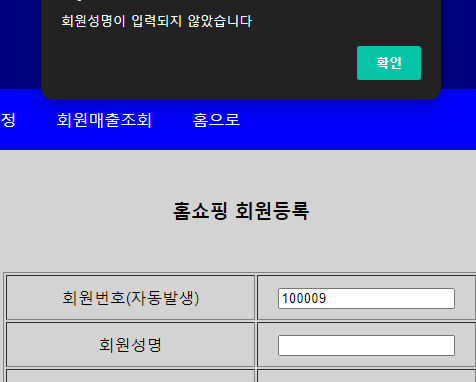 회원성명이 입력되지 않았습니다
확인
정 회원매출조회 홈으로
홈쇼핑 회원등록
회원번호(자동발생) 100009
회원성명